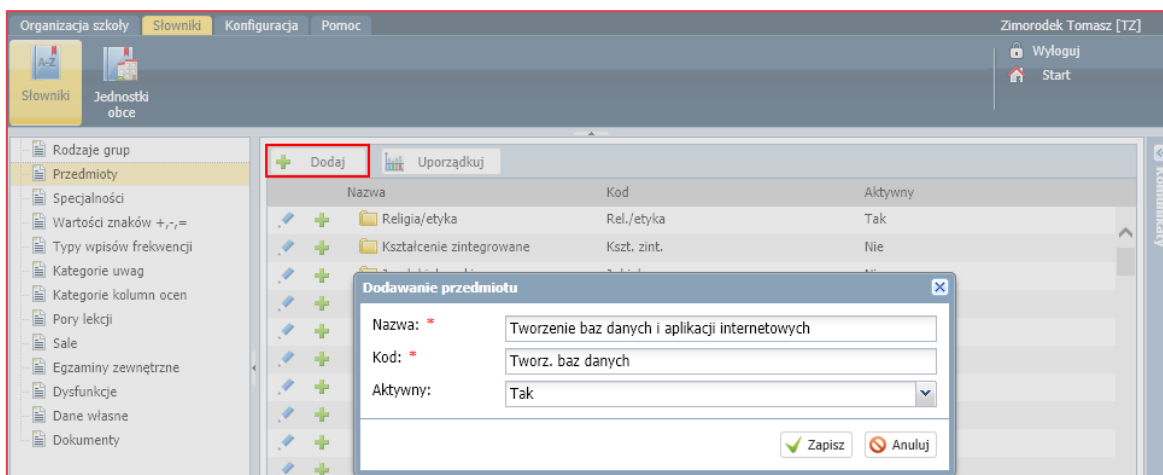 Organizacja szkoły Słowniki Konfiguracja Pomoc Zimorodek Tomasz [TZ]
A-Z
Słowniki
Jednostki
obce
Wyloguj
Start
Rodzaje grup
Przedmioty
Specjalności
Wartości znaków +,-,=
Typy wpisów frekwencji
Kategorie uwag
Kategorie kolumn ocen
Pory lekcji
Sale
Egzaminy zewnętrzne
Dysfunkcje
Dane własne
Dokumenty
Dodaj Uporządkuj
Nazwa Kod Aktywny
Religia/etyka Rel./etyka Tak
Kształcenie zintegrowane Kszt. zint. Nie
Dodawanie przedmiotu
Nazwa: * Tworzenie baz danych i aplikacji internetowych
Kod: * Tworz. baz danych
Aktywny: Tak
Zapisz Anuluj
Komunikaty